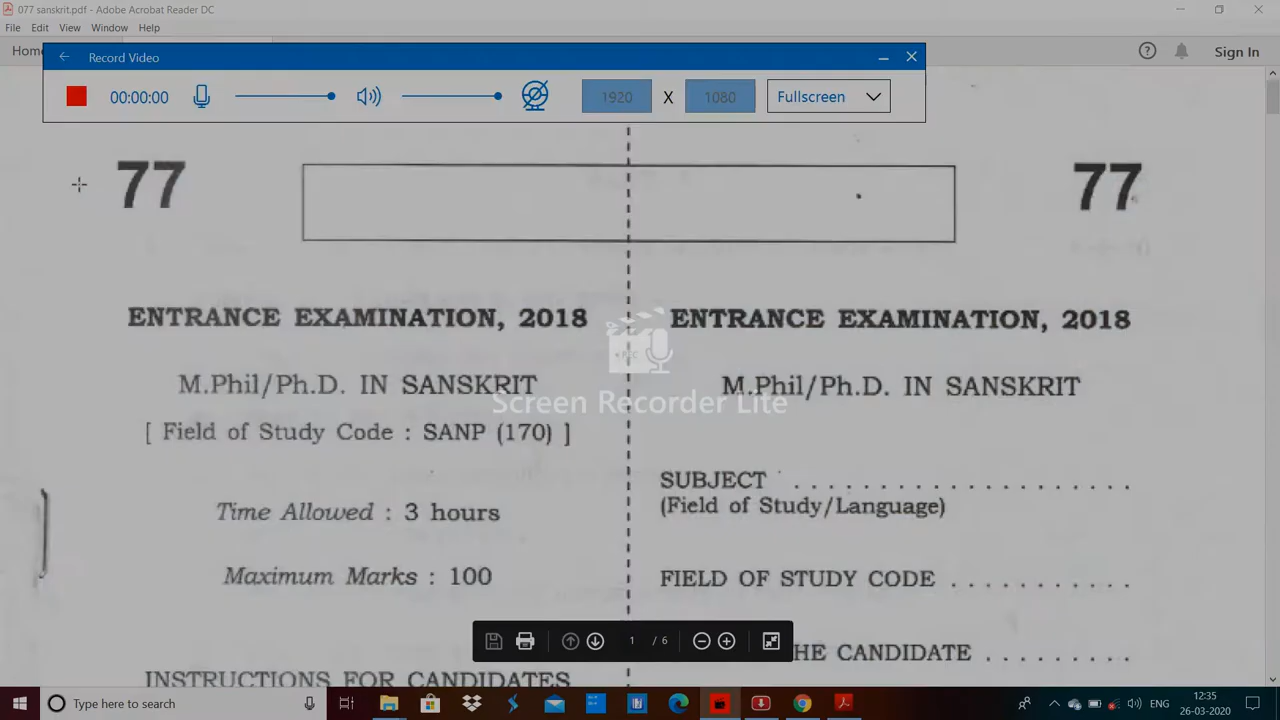 077 sanskrit.pdf - Adobe Acrobat Reader DC
File Edit View Window Help
Home
Sign In
Record Video
00:00:00
1920 X 1080 Fullscreen
77
77
ENTRANCE EXAMINATION, 2018
M.Phil/Ph.D. IN SANSKRIT
[ Field of Study Code : SANP (170) ]
Time Allowed : 3 hours
Maximum Marks : 100
INSTRUCTIONS FOR CANDIDATES
ENTRANCE EXAMINATION, 2018
M.Phil/Ph.D. IN SANSKRIT
SUBJECT . . . . . . . . . . . . . . . . . . . .
(Field of Study/Language)
FIELD OF STUDY CODE . . . . . . . . . . .
HE CANDIDATE . . . . . . . . .
REC
Screen Recorder Lite
1 / 6
Type here to search
ENG
12:35
26-03-2020